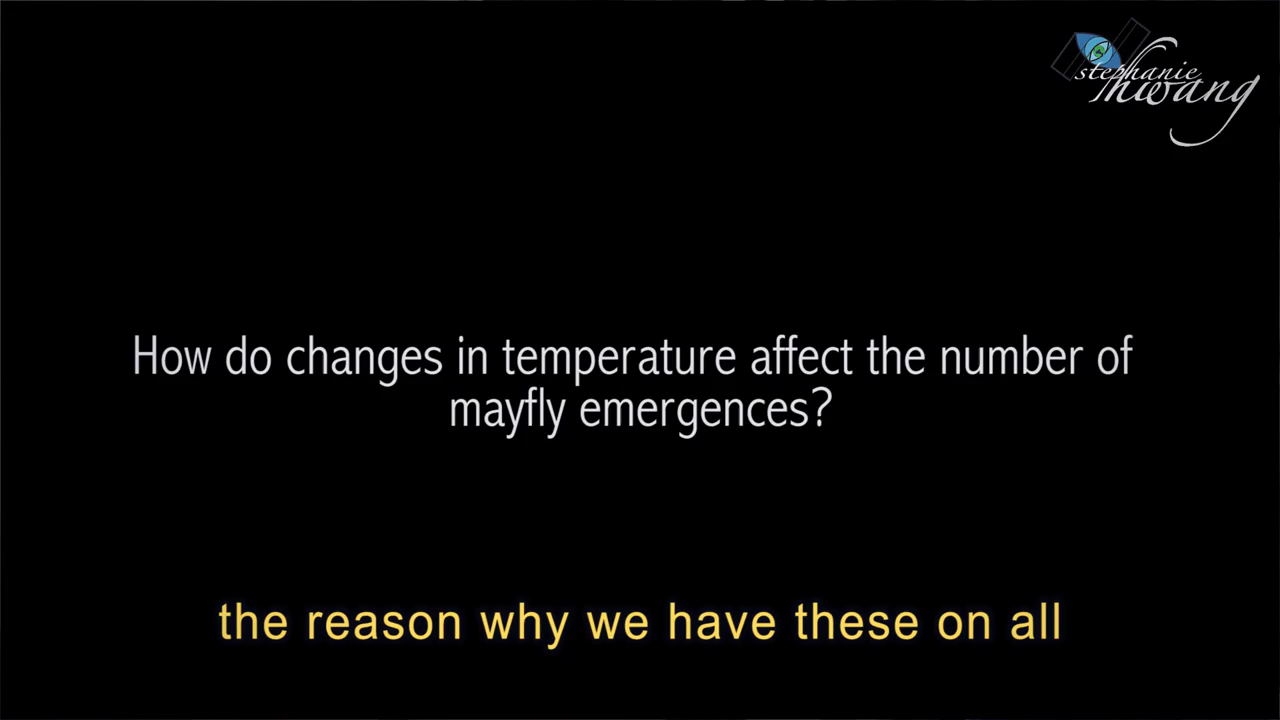 stephanie
hwang
How do changes in temperature affect the number of
mayfly emergences?
the reason why we have these on all